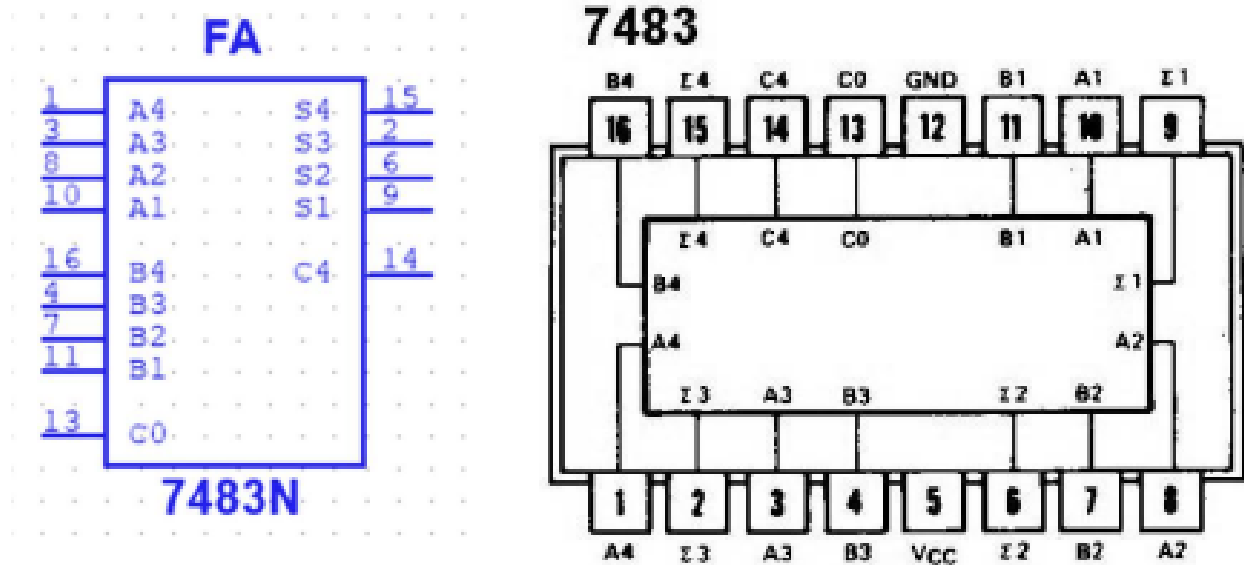 FA
1 A4 S4 15
3 A3 S3 2
8 A2 S2 6
10 A1 S1 9
16 B4 C4 14
4 B3
7 B2
11 B1
13 C0
7483N
7483
B4 Σ4 C4 C0 GND B1 A1 Σ1
16 15 14 13 12 11 10 9
Σ4 C4 C0 B1 A1
B4 Σ1
A4 A2
Σ3 A3 B3 Σ2 B2
1 2 3 4 5 6 7 8
A4 Σ3 A3 B3 VCC Σ2 B2 A2